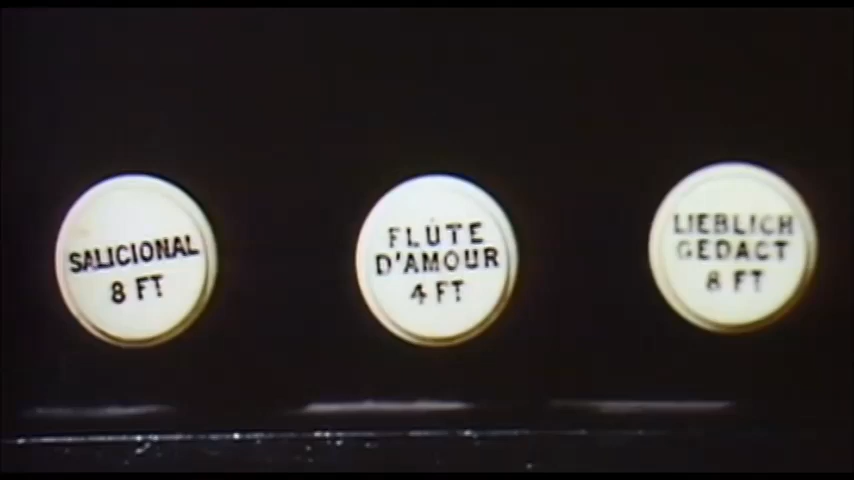 SALICIONAL
8 FT
FLUTE
D'AMOUR
4 FT
LIEBLICH
GEDACT
8 FT